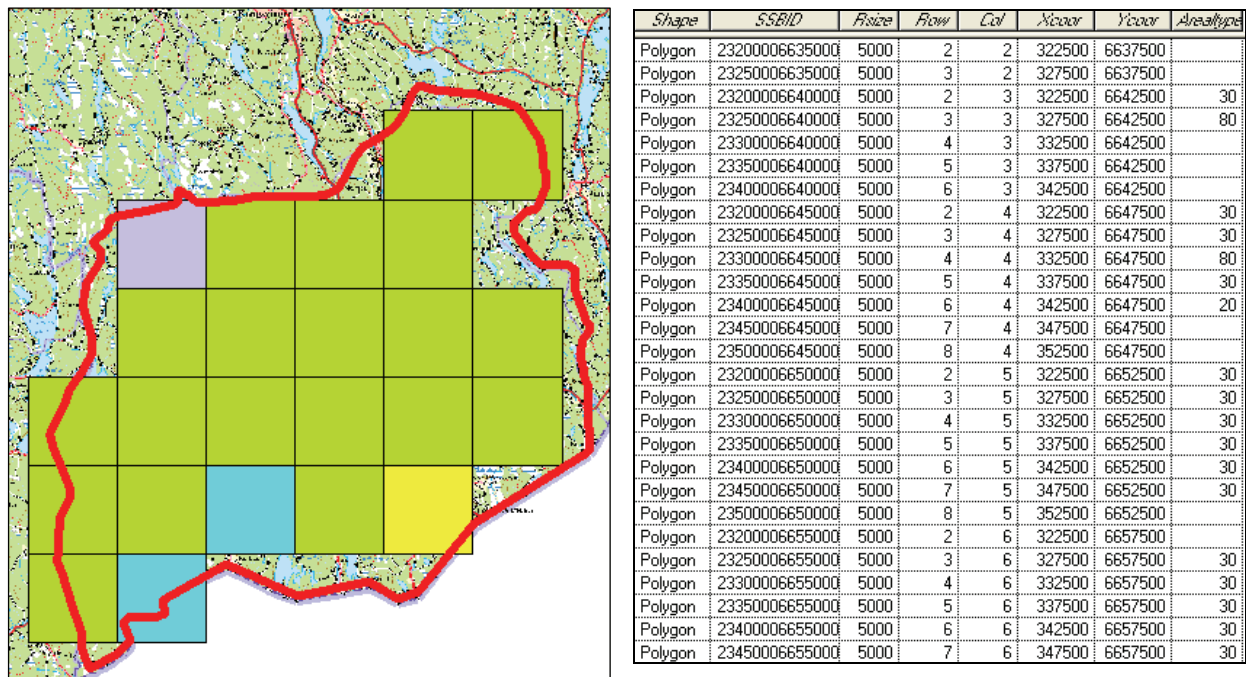 Shape SSBID Rsize Row Col Xcoor Ycoor Arealtype
Polygon 23200006635000 5000 2 2 322500 6637500
Polygon 23250006635000 5000 3 2 327500 6637500
Polygon 23200006640000 5000 2 3 322500 6642500 30
Polygon 23250006640000 5000 3 3 327500 6642500 80
Polygon 23300006640000 5000 4 3 332500 6642500
Polygon 23350006640000 5000 5 3 337500 6642500
Polygon 23400006640000 5000 6 3 342500 6642500
Polygon 23200006645000 5000 2 4 322500 6647500 30
Polygon 23250006645000 5000 3 4 327500 6647500 30
Polygon 23300006645000 5000 4 4 332500 6647500 80
Polygon 23350006645000 5000 5 4 337500 6647500 30
Polygon 23400006645000 5000 6 4 342500 6647500 20
Polygon 23450006645000 5000 7 4 347500 6647500
Polygon 23500006645000 5000 8 4 352500 6647500
Polygon 23200006650000 5000 2 5 322500 6652500 30
Polygon 23250006650000 5000 3 5 327500 6652500 30
Polygon 23300006650000 5000 4 5 332500 6652500 30
Polygon 23350006650000 5000 5 5 337500 6652500 30
Polygon 23400006650000 5000 6 5 342500 6652500 30
Polygon 23450006650000 5000 7 5 347500 6652500 30
Polygon 23500006650000 5000 8 5 352500 6652500
Polygon 23200006655000 5000 2 6 322500 6657500
Polygon 23250006655000 5000 3 6 327500 6657500 30
Polygon 23300006655000 5000 4 6 332500 6657500 30
Polygon 23350006655000 5000 5 6 337500 6657500 30
Polygon 23400006655000 5000 6 6 342500 6657500 30
Polygon 23450006655000 5000 7 6 347500 6657500 30